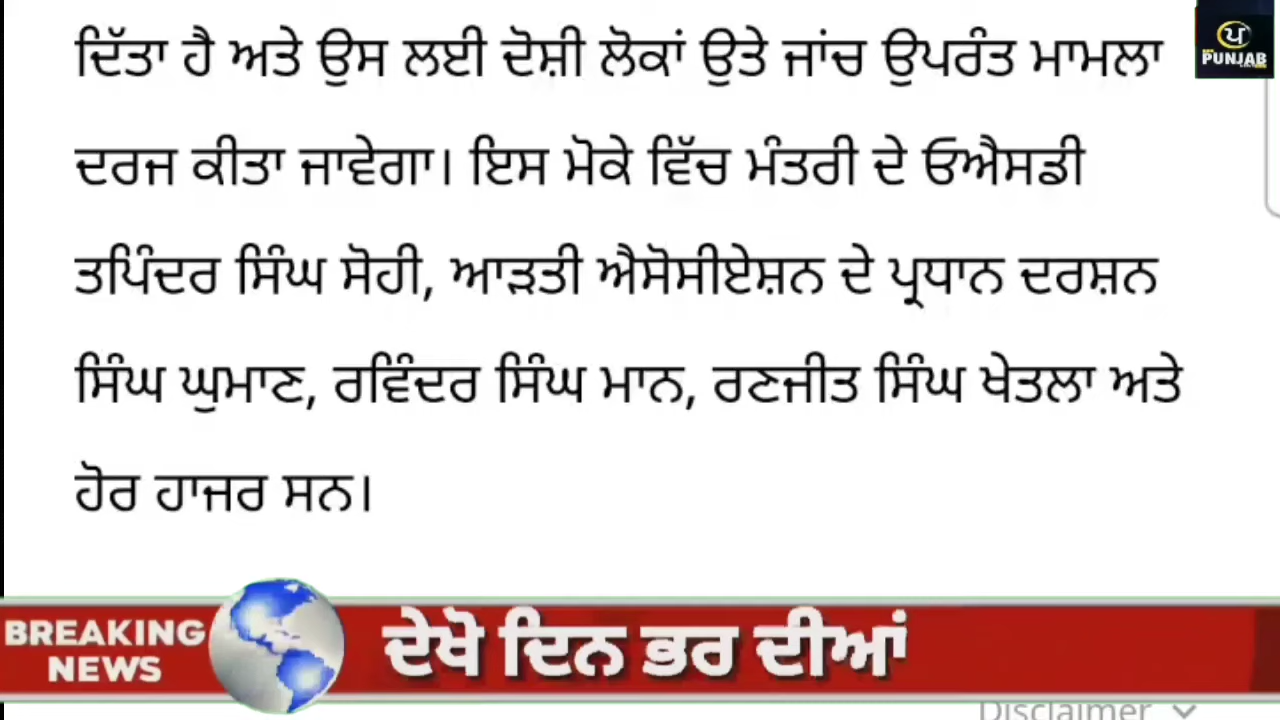 ਦਿੱਤਾ ਹੈ ਅਤੇ ਉਸ ਲਈ ਦੋਸ਼ੀ ਲੋਕਾਂ ਉਤੇ ਜਾਂਚ ਉਪਰੰਤ ਮਾਮਲਾ
ਪ
PUNJAB
ਦਰਜ ਕੀਤਾ ਜਾਵੇਗਾ। ਇਸ ਮੋਕੇ ਵਿੱਚ ਮੰਤਰੀ ਦੇ ਓਐਸਡੀ
ਤਪਿੰਦਰ ਸਿੰਘ ਸੋਹੀ, ਆੜਤੀ ਐਸੋਸੀਏਸ਼ਨ ਦੇ ਪ੍ਰਧਾਨ ਦਰਸ਼ਨ
ਸਿੰਘ ਘੁਮਾਣ, ਰਵਿੰਦਰ ਸਿੰਘ ਮਾਨ, ਰਣਜੀਤ ਸਿੰਘ ਖੇਤਲਾ ਅਤੇ
ਹੋਰ ਹਾਜਰ ਸਨ।
BREAKING
NEWS
ਦੇਖੋ ਦਿਨ ਭਰ ਦੀਆਂ
Disclaimer